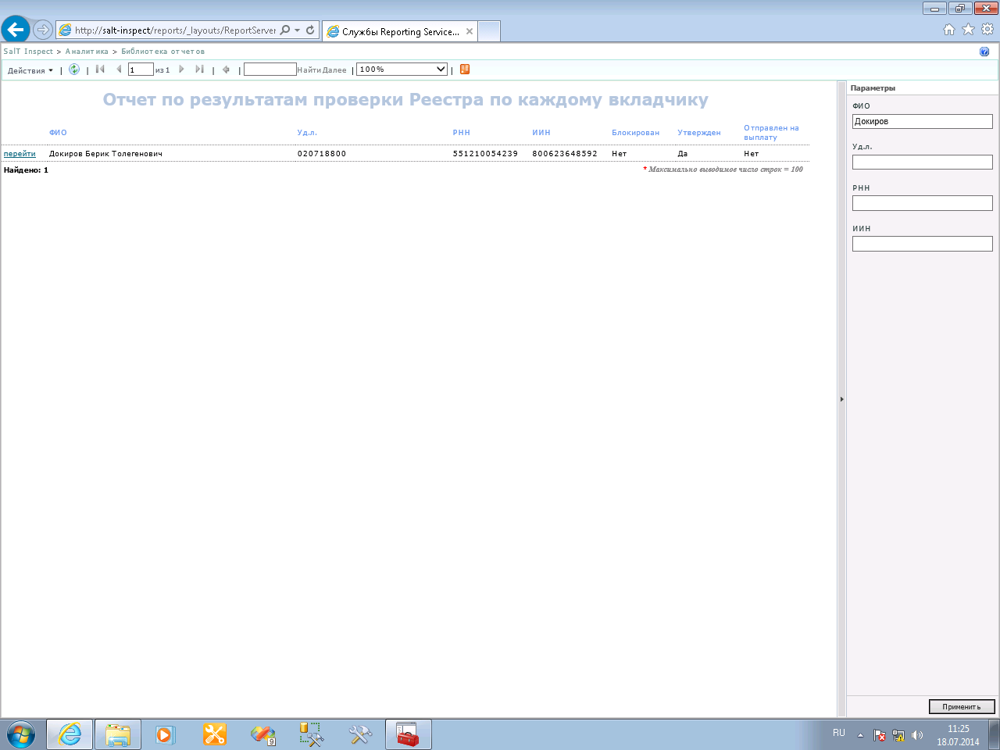 http://salt-inspect/reports/_layouts/ReportServer
Службы Reporting Service...
SalT Inspect > Аналитика > Библиотека отчетов
Действия | | 1 из 1 | | Найти Далее | 100% |
Параметры
Отчет по результатам проверки Реестра по каждому вкладчику
ФИО Уд.л. РНН ИИН Блокирован Утвержден Отправлен на
выплату
перейти Докиров Берик Толегенович 020718800 551210054239 800623648592 Нет Да Нет
Найдено: 1 * Максимально выводимое число строк = 100
ФИО
Докиров
Уд.л.
РНН
ИИН
Применить
9
RU
11:25
18.07.2014